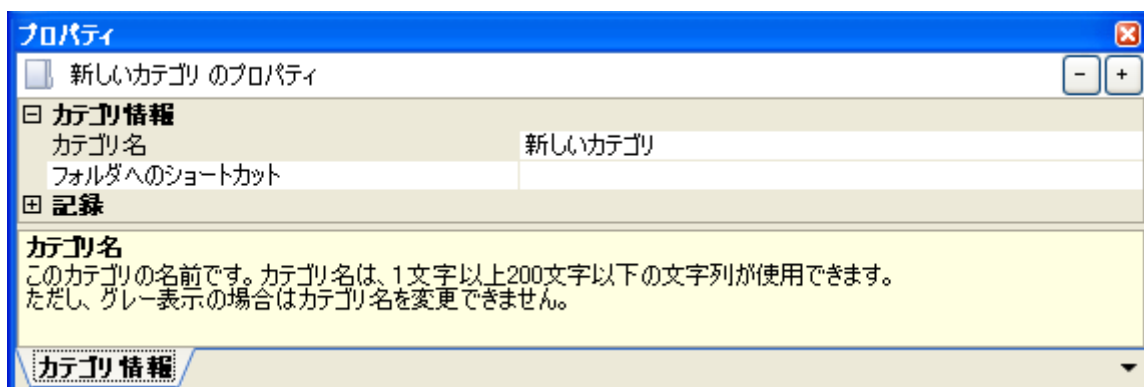 プロパティ
新しいカテゴリ のプロパティ
- +
カテゴリ情報
カテゴリ名 新しいカテゴリ
フォルダへのショートカット
記録
カテゴリ名
このカテゴリの名前です。カテゴリ名は、1文字以上200文字以下の文字列が使用できます。
ただし、グレー表示の場合はカテゴリ名を変更できません。
カテゴリ情報